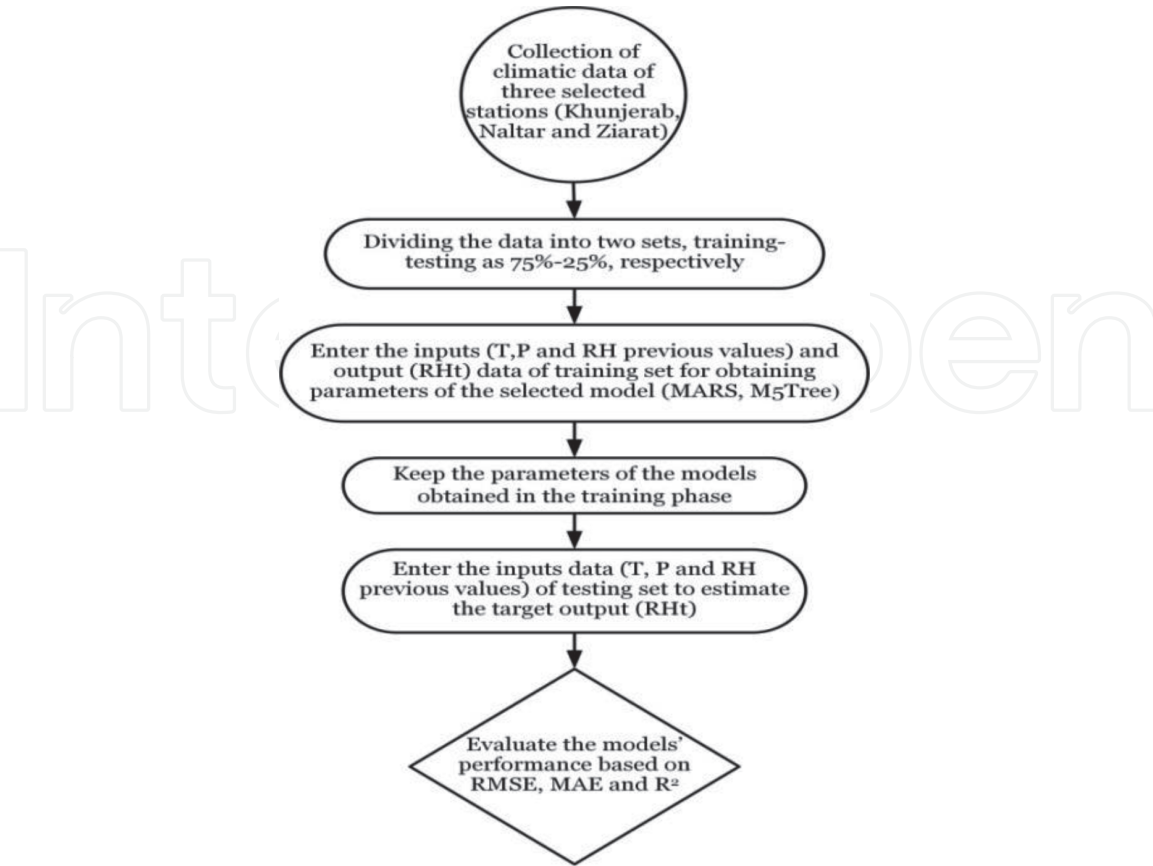 Collection of
climatic data of
three selected
stations (Khunjerab,
Naltar and Ziarat)
Dividing the data into two sets, training-
testing as 75%-25%, respectively
Enter the inputs (T,P and RH previous values) and
output (RHt) data of training set for obtaining
parameters of the selected model (MARS, M5Tree)
Keep the parameters of the models
obtained in the training phase
Enter the inputs data (T, P and RH
previous values) of testing set to estimate
the target output (RHt)
Evaluate the models’
performance based on
RMSE, MAE and R²